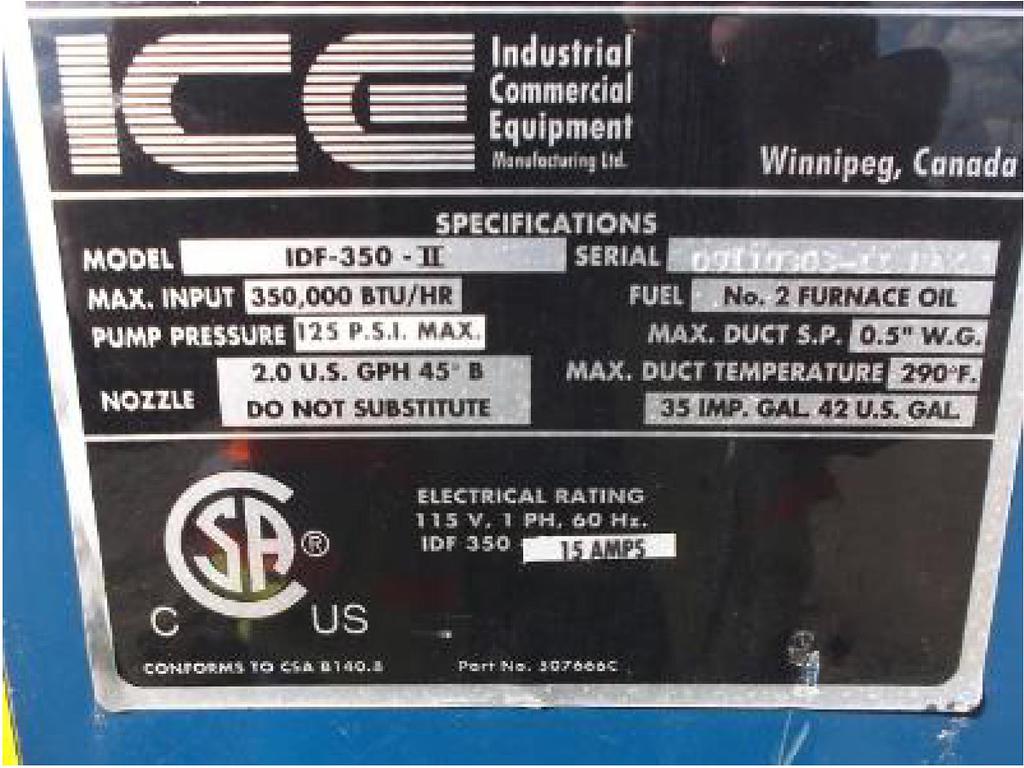 ICE
Industrial
Commercial
Equipment
Manufacturing Ltd.
Winnipeg, Canada
SPECIFICATIONS
MODEL IDF-350 - II SERIAL
MAX. INPUT 350,000 BTU/HR FUEL No. 2 FURNACE OIL
PUMP PRESSURE 125 P.S.I. MAX. MAX. DUCT S.P. 0.5" W.G.
NOZZLE 2.0 U.S. GPH 45° B MAX. DUCT TEMPERATURE 290°F.
DO NOT SUBSTITUTE 35 IMP. GAL. 42 U.S. GAL.
ELECTRICAL RATING
115 V, 1 PH, 60 Hz.
IDF 350 - 15 AMPS
CSA ®
C US
CONFORMS TO CSA B140.8 Part No. 507666C